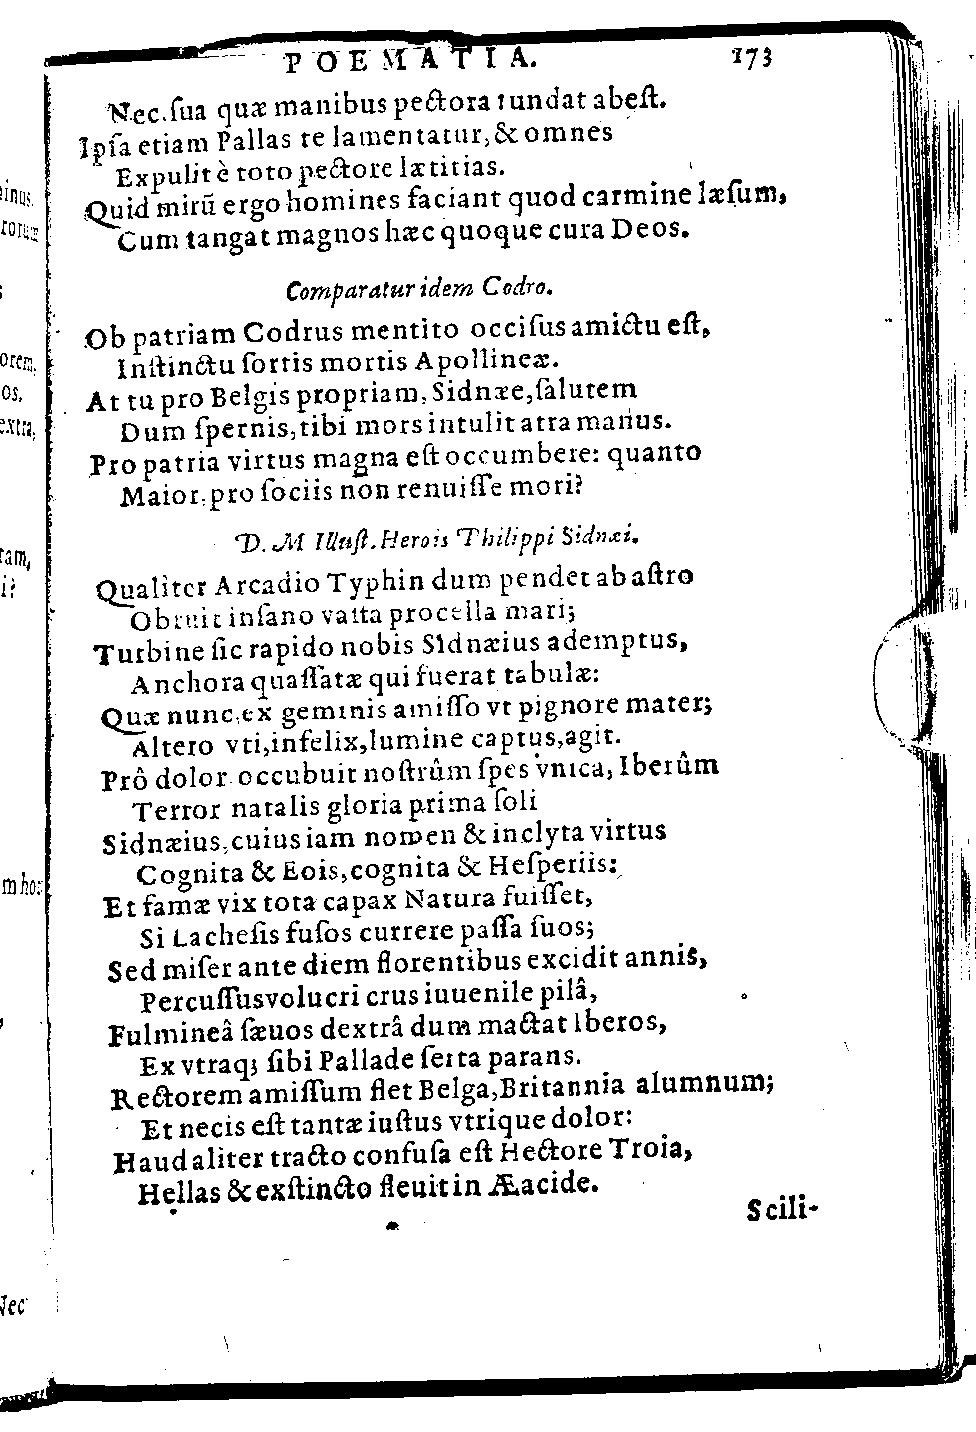 POEMATIA. 173
Nec sua quæ manibus pectora tundat abest.
Ipsa etiam Pallas te lamentatur, & omnes
Expulit è toto pectore lætitias.
Quid mirũ ergo homines faciant quod carmine læsum,
Cum tangat magnos hæc quoque cura Deos.
Comparatur idem Codro.
Ob patriam Codrus mentito occisus amictu est,
Instinctu sortis mortis Apollineæ.
At tu pro Belgis propriam, Sidnæe, salutem
Dum spernis, tibi mors intulit atra manus.
Pro patria virtus magna est occumbere: quanto
Maior, pro sociis non renuisse mori?
D. M Illust. Herois Philippi Sidnæi.
Qualiter Arcadio Typhin dum pendet ab astro
Obruit insano vasta procella mari;
Turbine sic rapido nobis Sidnæius ademptus,
Anchora quassatæ qui fuerat tabulæ:
Quæ nunc, ex geminis amisso vt pignore mater;
Altero vti, infelix, lumine captus, agit.
Prô dolor occubuit nostrûm spes vnica, Iberûm
Terror natalis gloria prima soli
Sidnæius, cuius iam nomen & inclyta virtus
Cognita & Eois, cognita & Hesperiis:
Et famæ vix tota capax Natura fuisset,
Si Lachesis fusos currere passa suos;
Sed miser ante diem florentibus excidit annis,
Percussus volucri crus iuuenile pilâ,
Fulmineâ sæuos dextrâ dum mactat Iberos,
Ex vtraq; sibi Pallade serta parans.
Rectorem amissum flet Belga, Britannia alumnum;
Et necis est tantæ iustus vtrique dolor:
Haud aliter tracto confusa est Hectore Troia,
Hellas & exstincto fleuit in Æacide.
Scili-